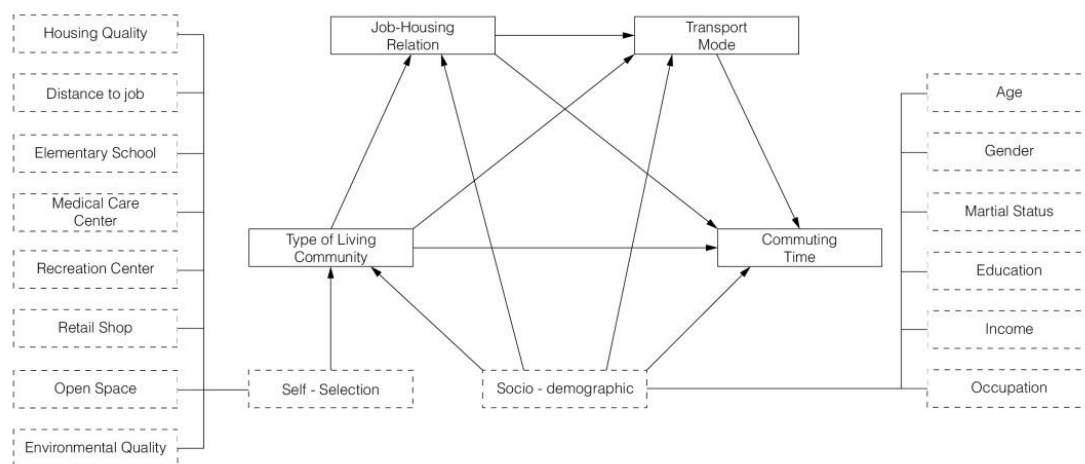 Housing Quality
Distance to job
Elementary School
Medical Care
Center
Recreation Center
Retail Shop
Open Space
Environmental Quality
Job-Housing
Relation
Transport
Mode
Type of Living
Community
Commuting
Time
Self - Selection
Socio - demographic
Age
Gender
Martial Status
Education
Income
Occupation